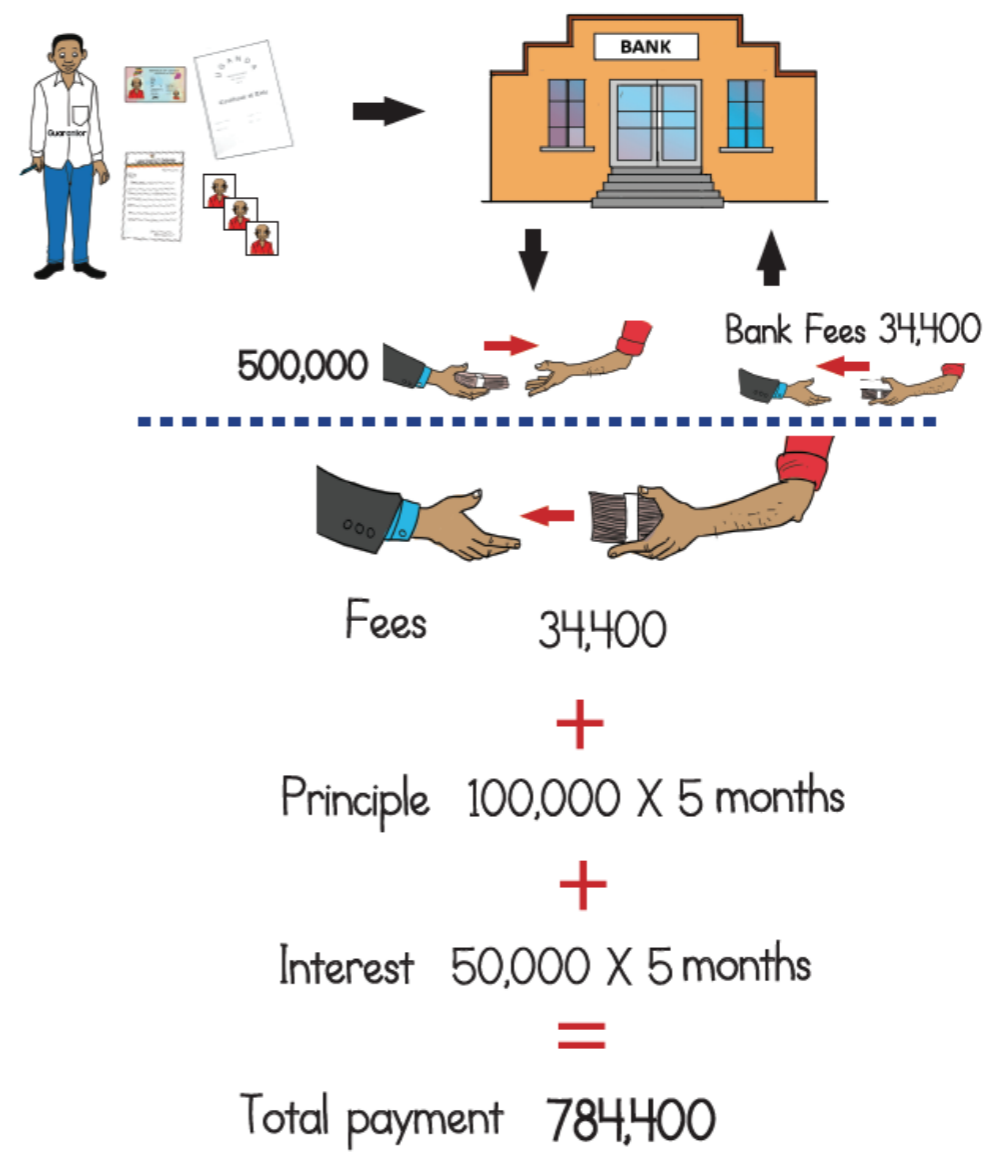 BANK
Guarantor
UGANDA
500,000
Bank Fees 34,400
Fees 34,400
+
Principle 100,000 X 5 months
+
Interest 50,000 X 5 months
=
Total payment 784,400